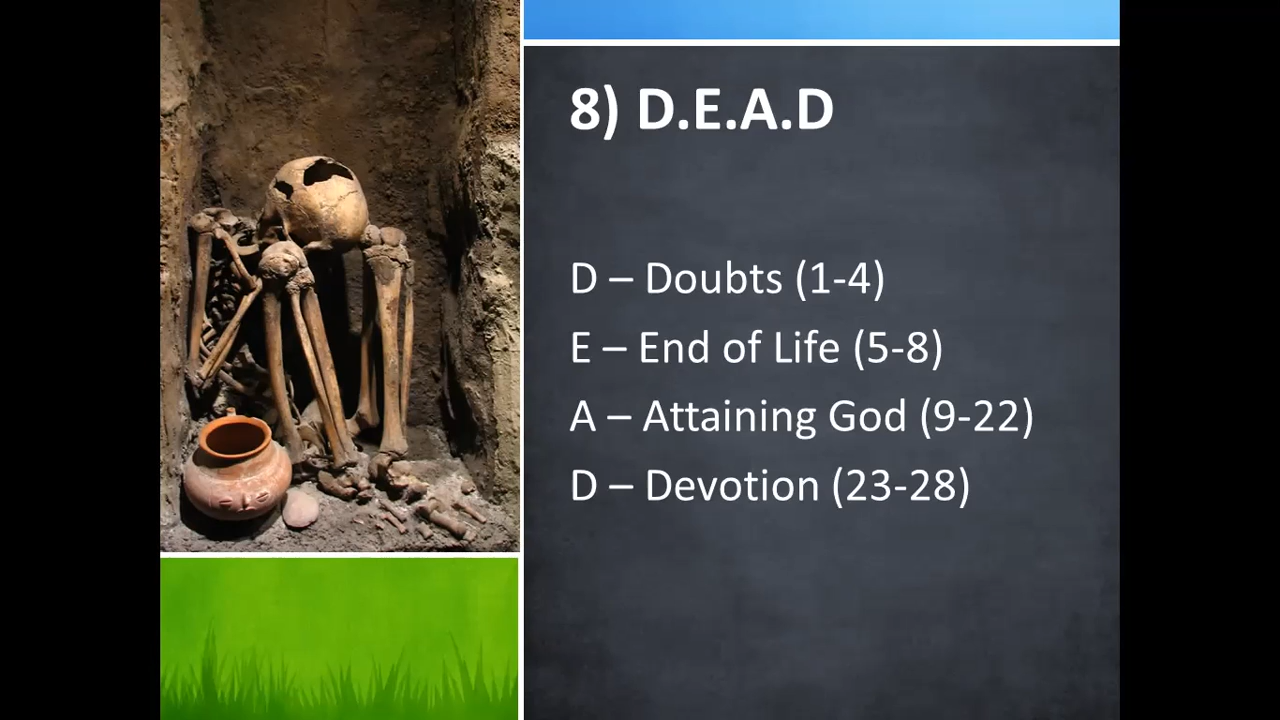 8) D.E.A.D
D – Doubts (1-4)
E – End of Life (5-8)
A – Attaining God (9-22)
D – Devotion (23-28)